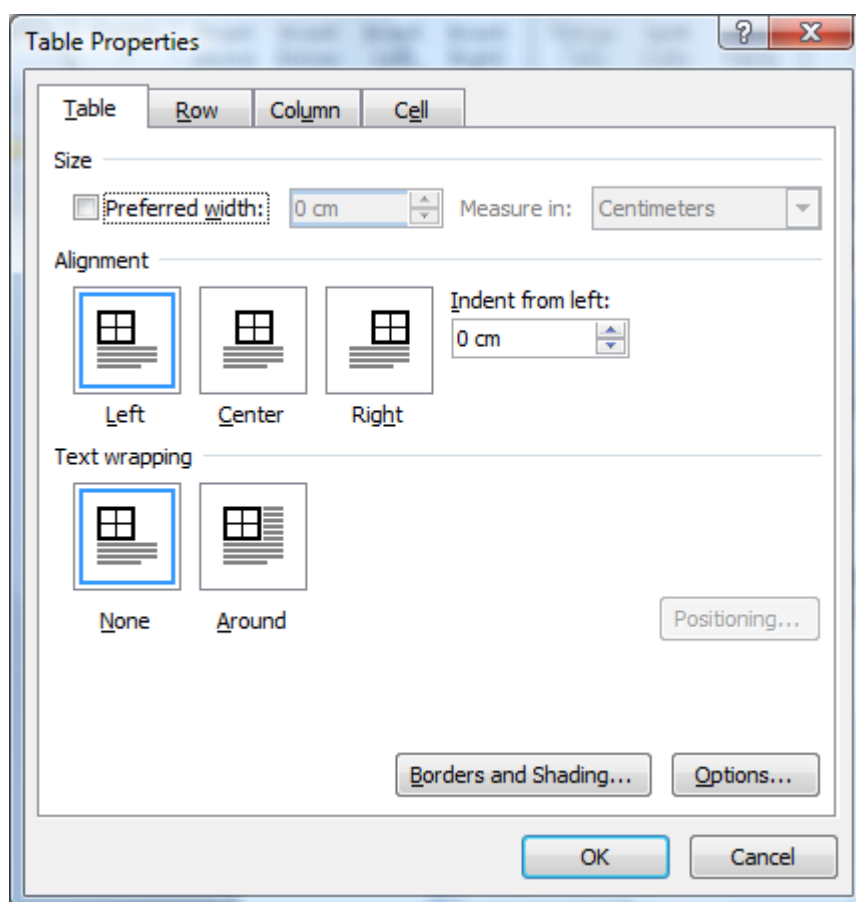 Table Properties
?
X
Table Row Column Cell
Size
Preferred width: 0 cm Measure in: Centimeters
Alignment
Indent from left:
0 cm
Left Center Right
Text wrapping
None Around
Positioning...
Borders and Shading... Options...
OK Cancel